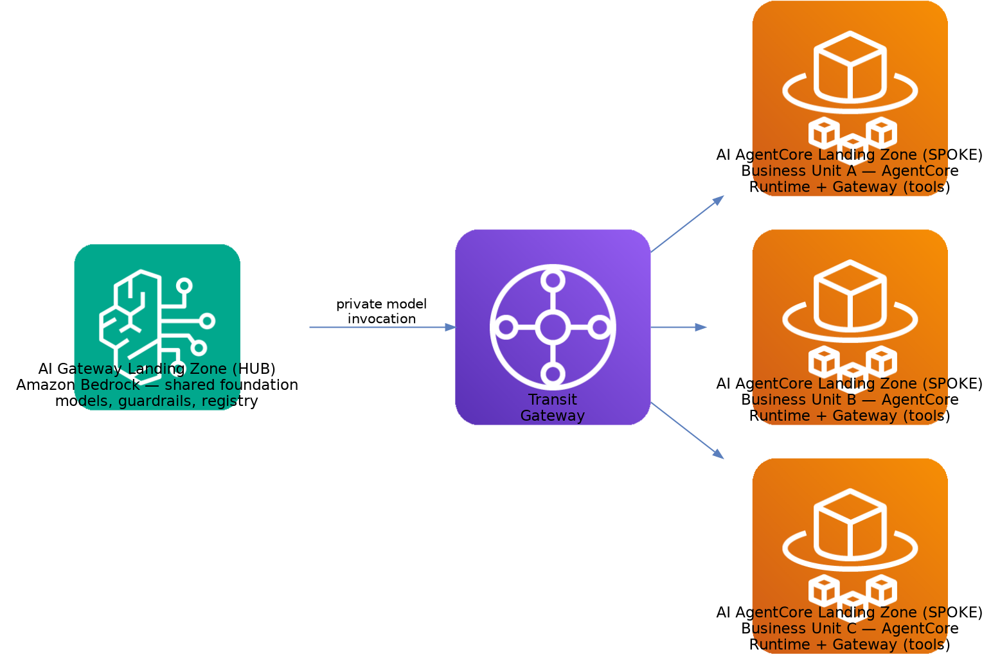 AI Gateway Landing Zone (HUB)
Amazon Bedrock — shared foundation
models, guardrails, registry
private model
invocation
Transit
Gateway
AI AgentCore Landing Zone (SPOKE)
Business Unit A — AgentCore
Runtime + Gateway (tools)
AI AgentCore Landing Zone (SPOKE)
Business Unit B — AgentCore
Runtime + Gateway (tools)
AI AgentCore Landing Zone (SPOKE)
Business Unit C — AgentCore
Runtime + Gateway (tools)